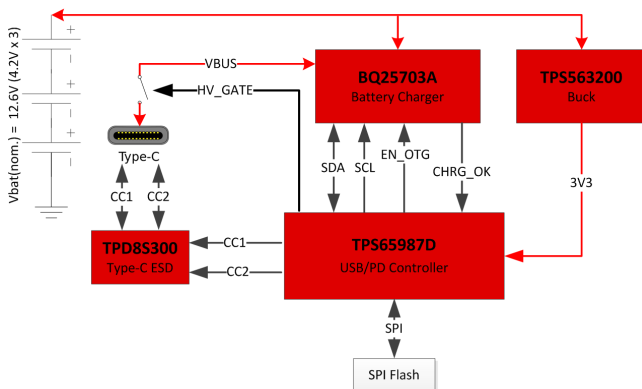 Vbat(nom.) = 12.6V (4.2V x 3)
+
+
+
VBUS
HV_GATE
BQ25703A
Battery Charger
TPS563200
Buck
Type-C
CC1
CC2
SDA
SCL
EN_OTG
CHRG_OK
3V3
TPD8S300
Type-C ESD
CC1
CC2
TPS65987D
USB/PD Controller
SPI
SPI Flash